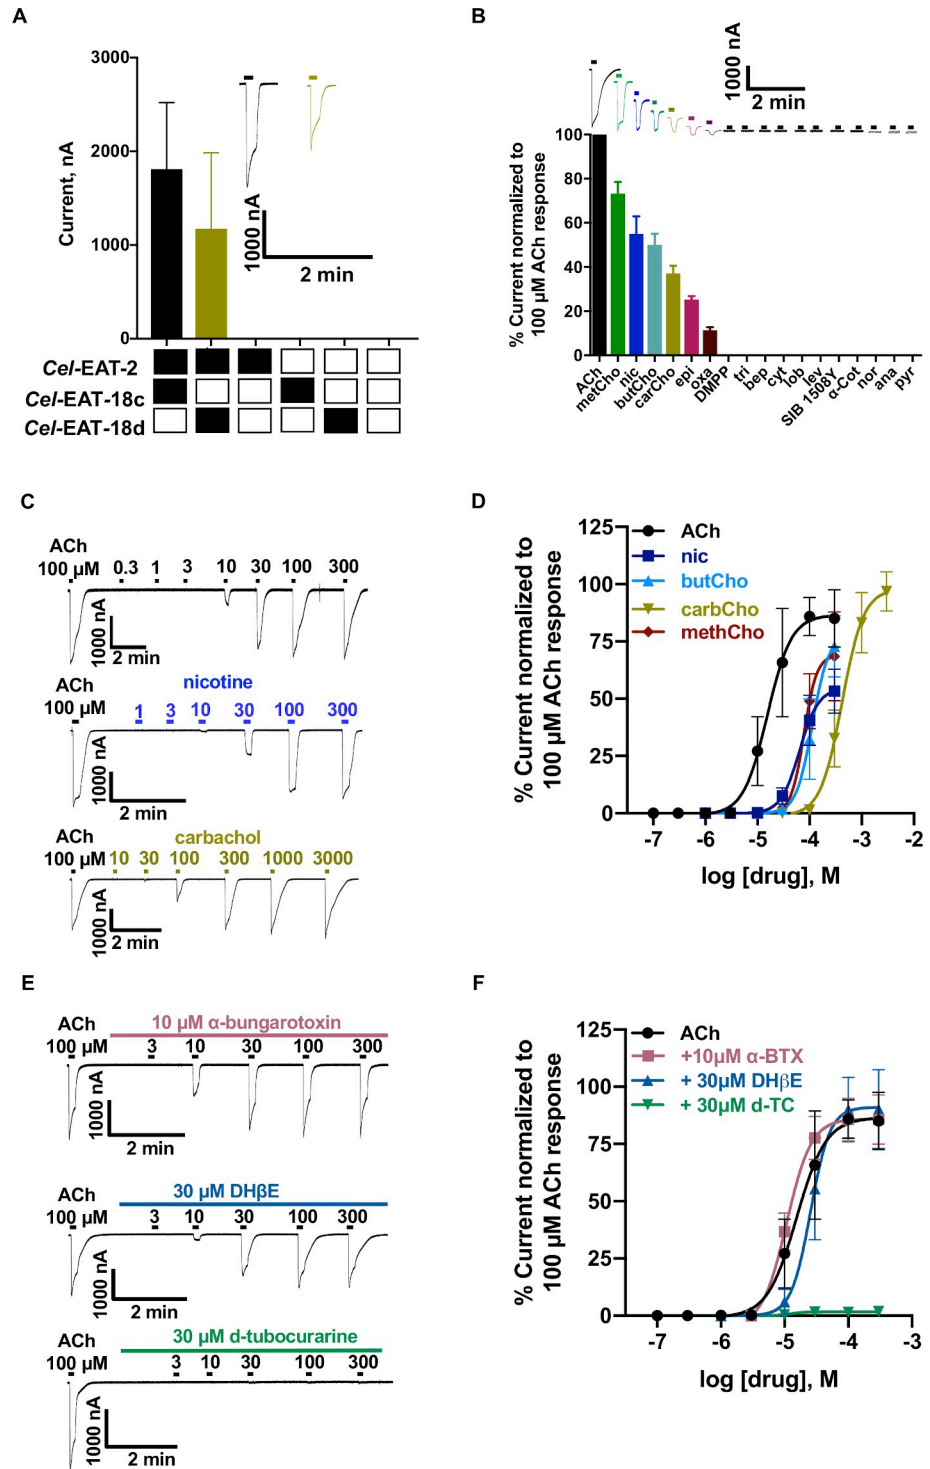 A
3000
2000
1000
0
Current, nA
1000 nA
2 min
Cel-EAT-2
Cel-EAT-18c
Cel-EAT-18d
B
1000 nA
2 min
100
80
60
40
20
0
% Current normalized to
100 µM ACh response
ACh
metCho
nic
butCho
carCho
epi
oxa
DMPP
tri
bep
cyt
lob
lev
SIB 1508Y
α-Cot
nor
ana
pyr
C
ACh
100 µM 0.3 1 3 10 30 100 300
1000 nA
2 min
ACh nicotine
100 µM 1 3 10 30 100 300
1000 nA
2 min
ACh carbachol
100 µM 10 30 100 300 1000 3000
1000 nA
2 min
D
125
100
75
50
25
0
% Current normalized to
100 µM ACh response
ACh
nic
butCho
carbCho
methCho
-7 -6 -5 -4 -3 -2
log [drug], M
E
ACh 10 µM α-bungarotoxin
100 µM 3 10 30 100 300
1000 nA
2 min
ACh 30 µM DHβE
100 µM 3 10 30 100 300
1000 nA
2 min
ACh 30 µM d-tubocurarine
100 µM 3 10 30 100 300
1000 nA
2 min
F
125
100
75
50
25
0
% Current normalized to
100 µM ACh response
ACh
+10µM α-BTX
+ 30µM DHβE
+ 30µM d-TC
-7 -6 -5 -4 -3
log [drug], M